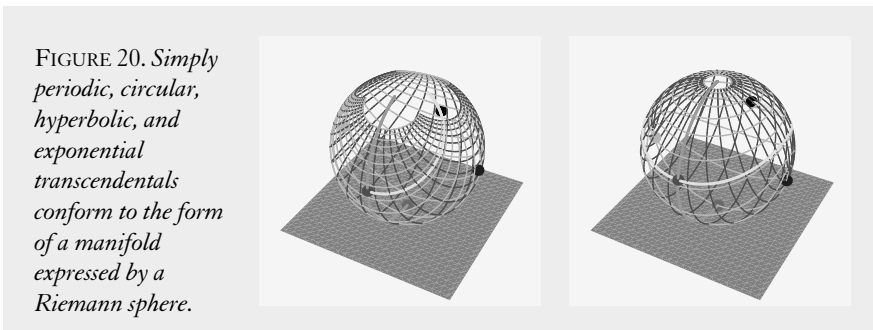 FIGURE 20. Simply
periodic, circular,
hyperbolic, and
exponential
transcendentals
conform to the form
of a manifold
expressed by a
Riemann sphere.